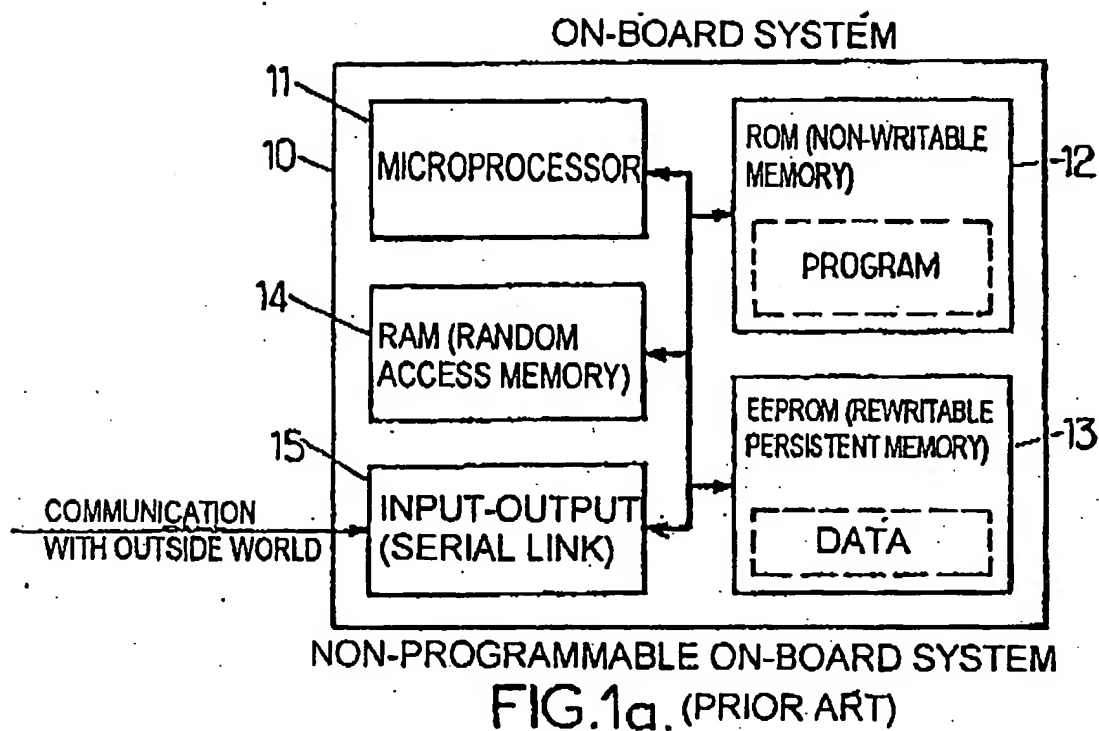 ON-BOARD SYSTEM
11
10
MICROPROCESSOR
ROM (NON-WRITABLE
MEMORY)
12
PROGRAM
14
RAM (RANDOM
ACCESS MEMORY)
EEPROM (REWRITABLE
PERSISTENT MEMORY)
13
DATA
15
INPUT-OUTPUT
(SERIAL LINK)
COMMUNICATION
WITH OUTSIDE WORLD
NON-PROGRAMMABLE ON-BOARD SYSTEM
FIG.1a. (PRIOR ART)